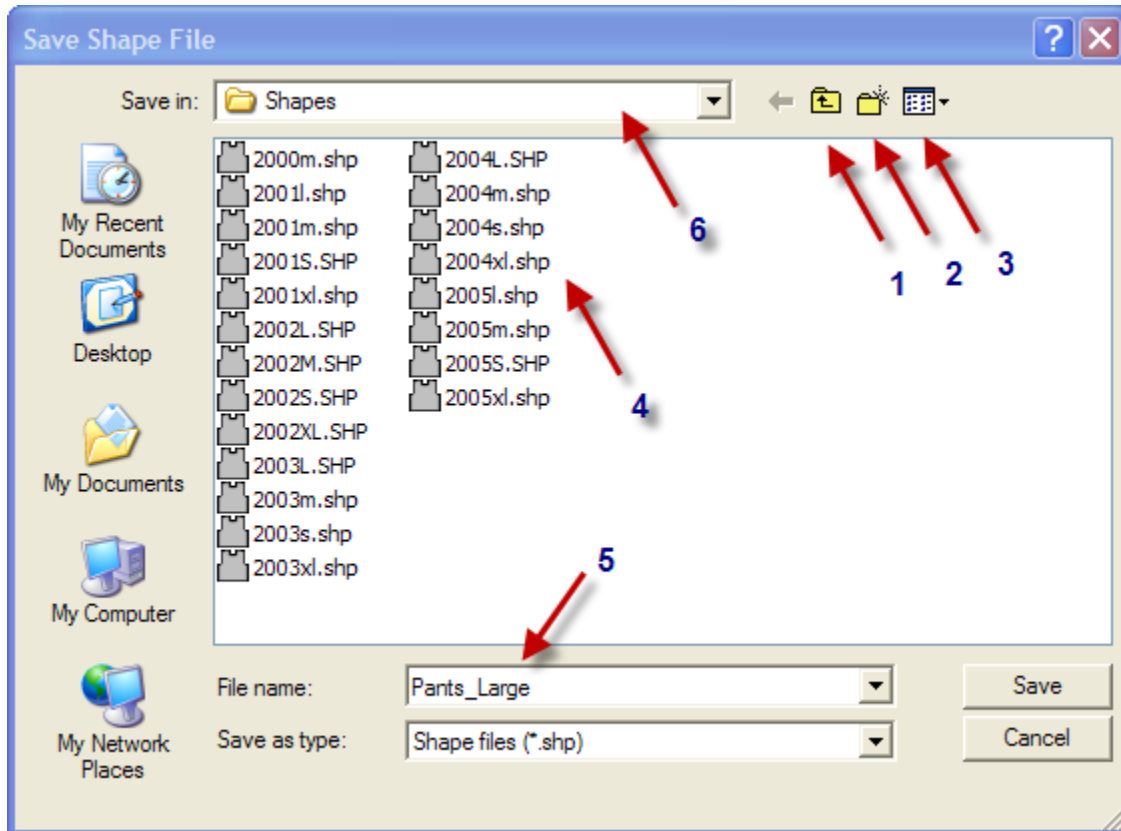 Save Shape File
Save in:
Shapes
My Recent
Documents
Desktop
My Documents
My Computer
My Network
Places
2000m.shp
2001l.shp
2001m.shp
2001S.SHP
2001xl.shp
2002L.SHP
2002M.SHP
2002S.SHP
2002XL.SHP
2003L.SHP
2003m.shp
2003s.shp
2003xl.shp
2004L.SHP
2004m.shp
2004s.shp
2004xl.shp
2005l.shp
2005m.shp
2005S.SHP
2005xl.shp
6
1
2
3
4
5
File name:
Pants_Large
Save
Save as type:
Shape files (*.shp)
Cancel